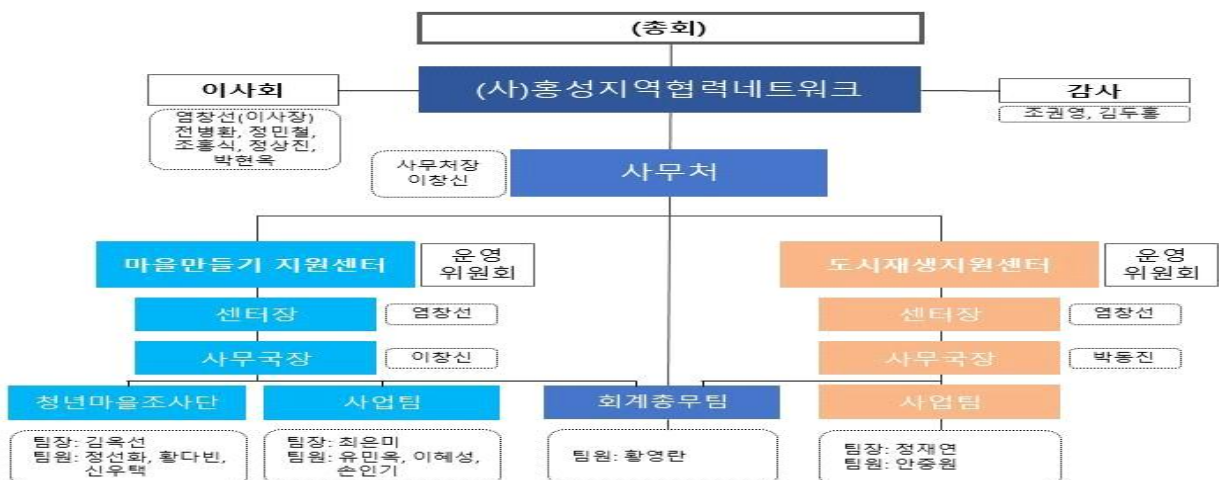 (총회)
(사)홍성지역협력네트워크
이사회
감사
염창선(이사장)
전병환, 정민철,
조홍식, 정상진,
박현옥
조권영, 김두홍
사무처
사무처장
이창신
마을만들기 지원센터
운영
위원회
도시재생지원센터
운영
위원회
센터장
염창선
센터장
염창선
사무국장
이창신
사무국장
박동진
청년마을조사단
사업팀
회계총무팀
사업팀
팀장: 김옥선
팀원: 정선화, 황다빈,
신우택
팀장: 최은미
팀원: 유민옥, 이혜성,
손인기
팀원: 황영란
팀장: 정재연
팀원: 안중원